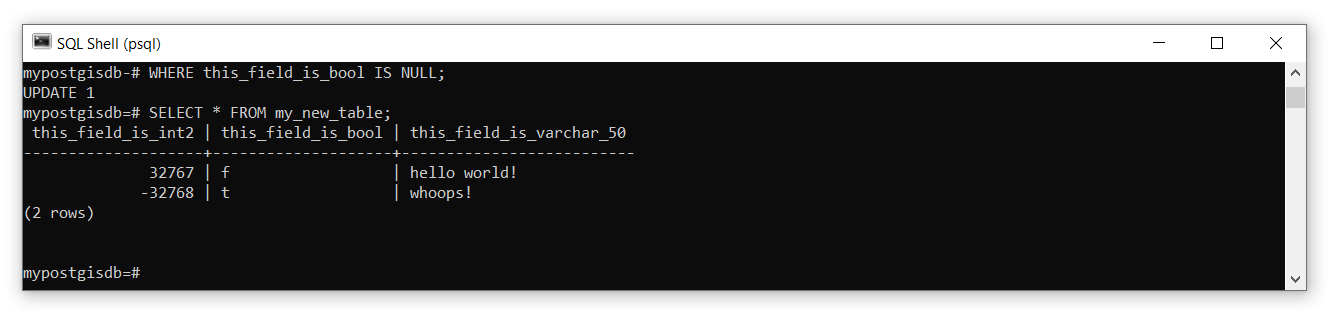 SQL Shell (psql)
mypostgisdb-# WHERE this_field_is_bool IS NULL;
UPDATE 1
mypostgisdb=# SELECT * FROM my_new_table;
 this_field_is_int2 | this_field_is_bool | this_field_is_varchar_50
--------------------+--------------------+--------------------------
              32767 | f                  | hello world!
             -32768 | t                  | whoops!
(2 rows)
mypostgisdb=#